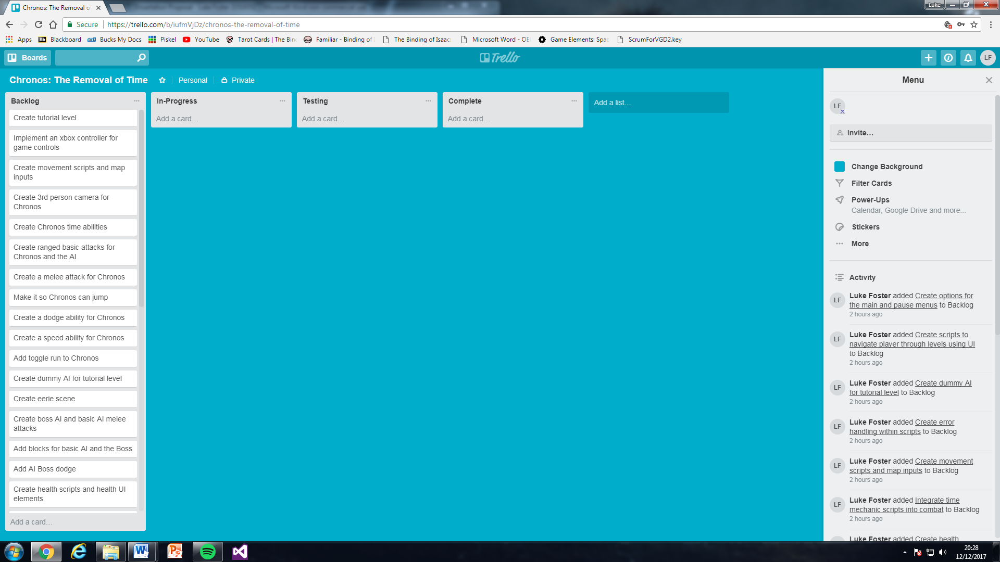 Chronos: The Removal of
Luke
Secure
https://trello.com/b/iufmVjDz/chronos-the-removal-of-time
Apps
Bb
Blackboard
Bucks My Docs
Piskel
YouTube
Tarot Cards | The Bin
Familiar - Binding of I
The Binding of Isaac:
Microsoft Word - OE
Game Elements: Spac
ScrumForVGD2.key
Boards
Trello
LF
Chronos: The Removal of Time
Personal
Private
Backlog
Create tutorial level
Implement an xbox controller for
game controls
Create movement scripts and map
inputs
Create 3rd person camera for
Chronos
Create Chronos time abilities
Create ranged basic attacks for
Chronos and the AI
Create a melee attack for Chronos
Make it so Chronos can jump
Create a dodge ability for Chronos
Create a speed ability for Chronos
Add toggle run to Chronos
Create dummy AI for tutorial level
Create eerie scene
Create boss AI and basic AI melee
attacks
Add blocks for basic AI and the Boss
Add AI Boss dodge
Create health scripts and health UI
elements
Add a card…
In-Progress
Add a card…
Testing
Add a card…
Complete
Add a card…
Add a list…
Menu
LF
Invite…
Change Background
Filter Cards
Power-Ups
Calendar, Google Drive and more...
Stickers
More
Activity
LF
Luke Foster added Create options for
the main and pause menus to Backlog
2 hours ago
LF
Luke Foster added Create scripts to
navigate player through levels using UI
to Backlog
2 hours ago
LF
Luke Foster added Create dummy AI
for tutorial level to Backlog
2 hours ago
LF
Luke Foster added Create error
handling within scripts to Backlog
2 hours ago
LF
Luke Foster added Create movement
scripts and map inputs to Backlog
2 hours ago
LF
Luke Foster added Integrate time
mechanic scripts into combat to Backlog
2 hours ago
Luke Foster added Create health
20:28
12/12/2017